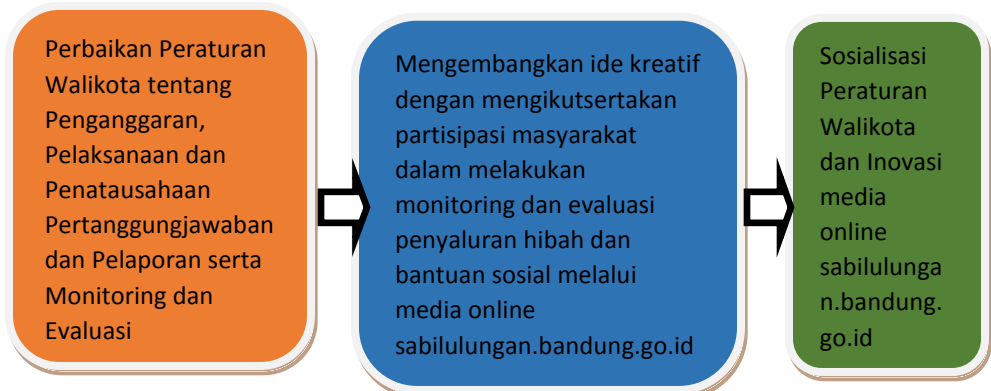 Perbaikan Peraturan
Walikota tentang
Penganggaran,
Pelaksanaan dan
Penatausahaan
Pertanggungjawaban
dan Pelaporan serta
Monitoring dan
Evaluasi
Mengembangkan ide kreatif
dengan mengikutsertakan
partisipasi masyarakat
dalam melakukan
monitoring dan evaluasi
penyaluran hibah dan
bantuan sosial melalui
media online
sabilulungan.bandung.go.id
Sosialisasi
Peraturan
Walikota
dan Inovasi
media
online
sabilulunga
n.bandung.
go.id